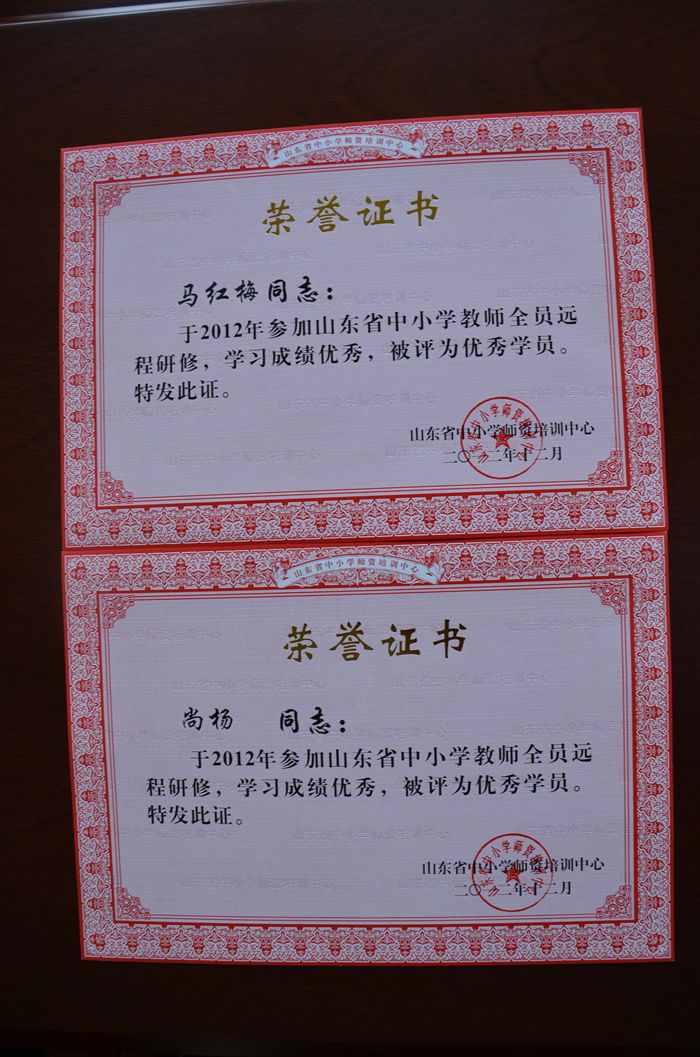 山东省中小学师资培训中心
荣誉证书
马红梅同志：
于2012年参加山东省中小学教师全员远
程研修，学习成绩优秀，被评为优秀学员。
特发此证。
山东省中小学师资培训中心
二〇一二年十二月
山东省中小学师资培训中心
荣誉证书
尚杨 同志：
于2012年参加山东省中小学教师全员远
程研修，学习成绩优秀，被评为优秀学员。
特发此证。
山东省中小学师资培训中心
二〇一二年十二月